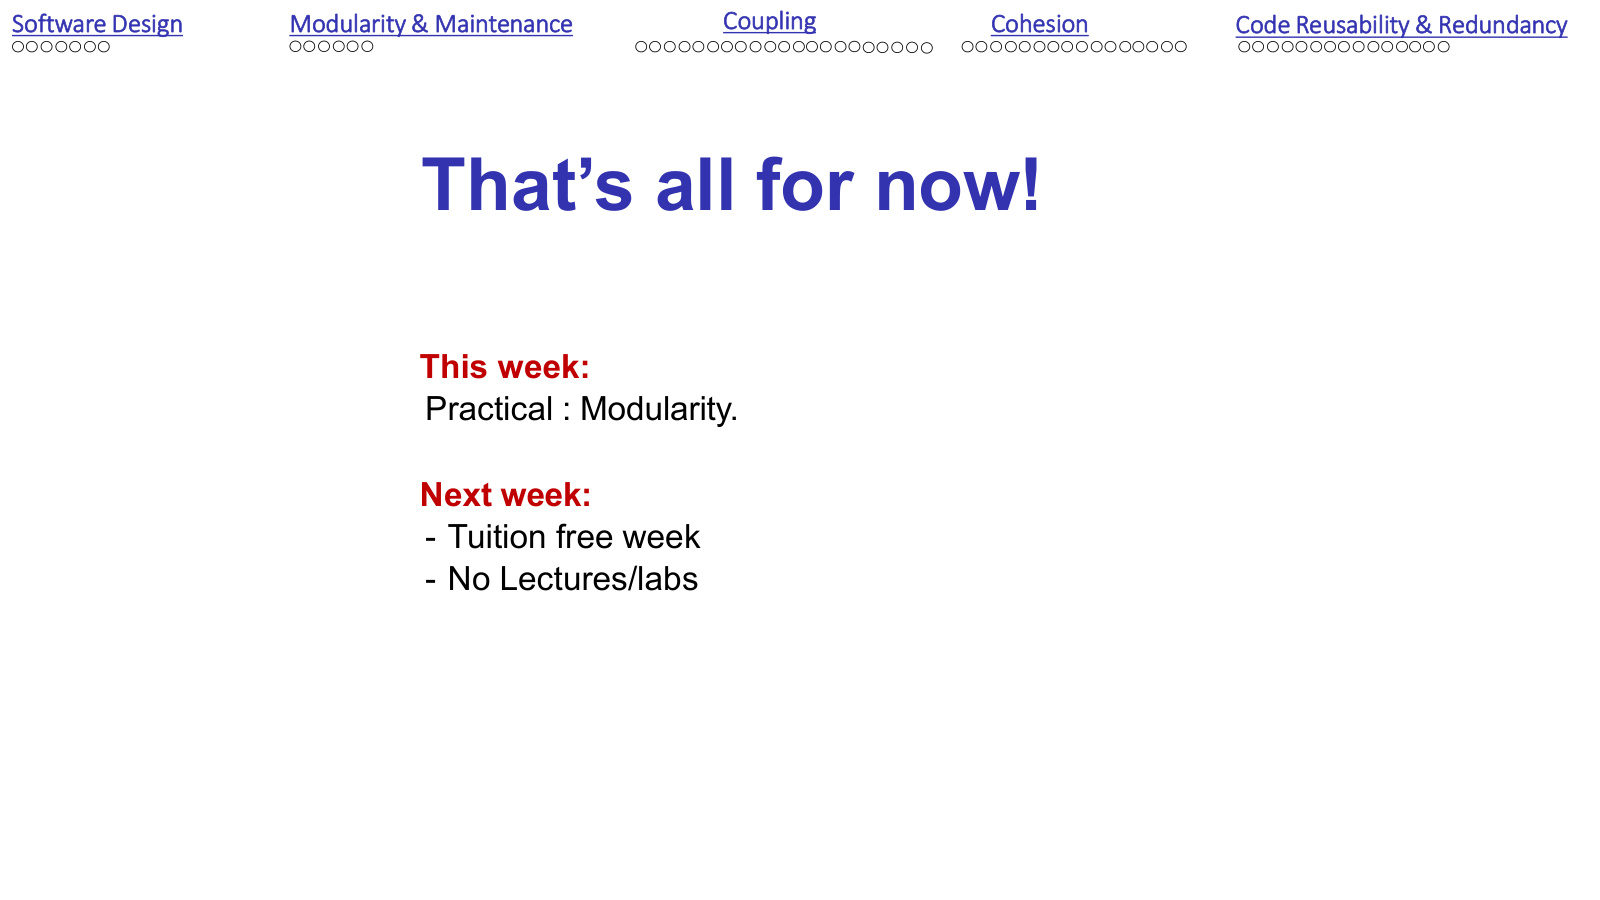 Software Design
Modularity & Maintenance
Coupling
Cohesion
Code Reusability & Redundancy
That’s all for now!
This week:
Practical : Modularity.
Next week:
- Tuition free week
- No Lectures/labs